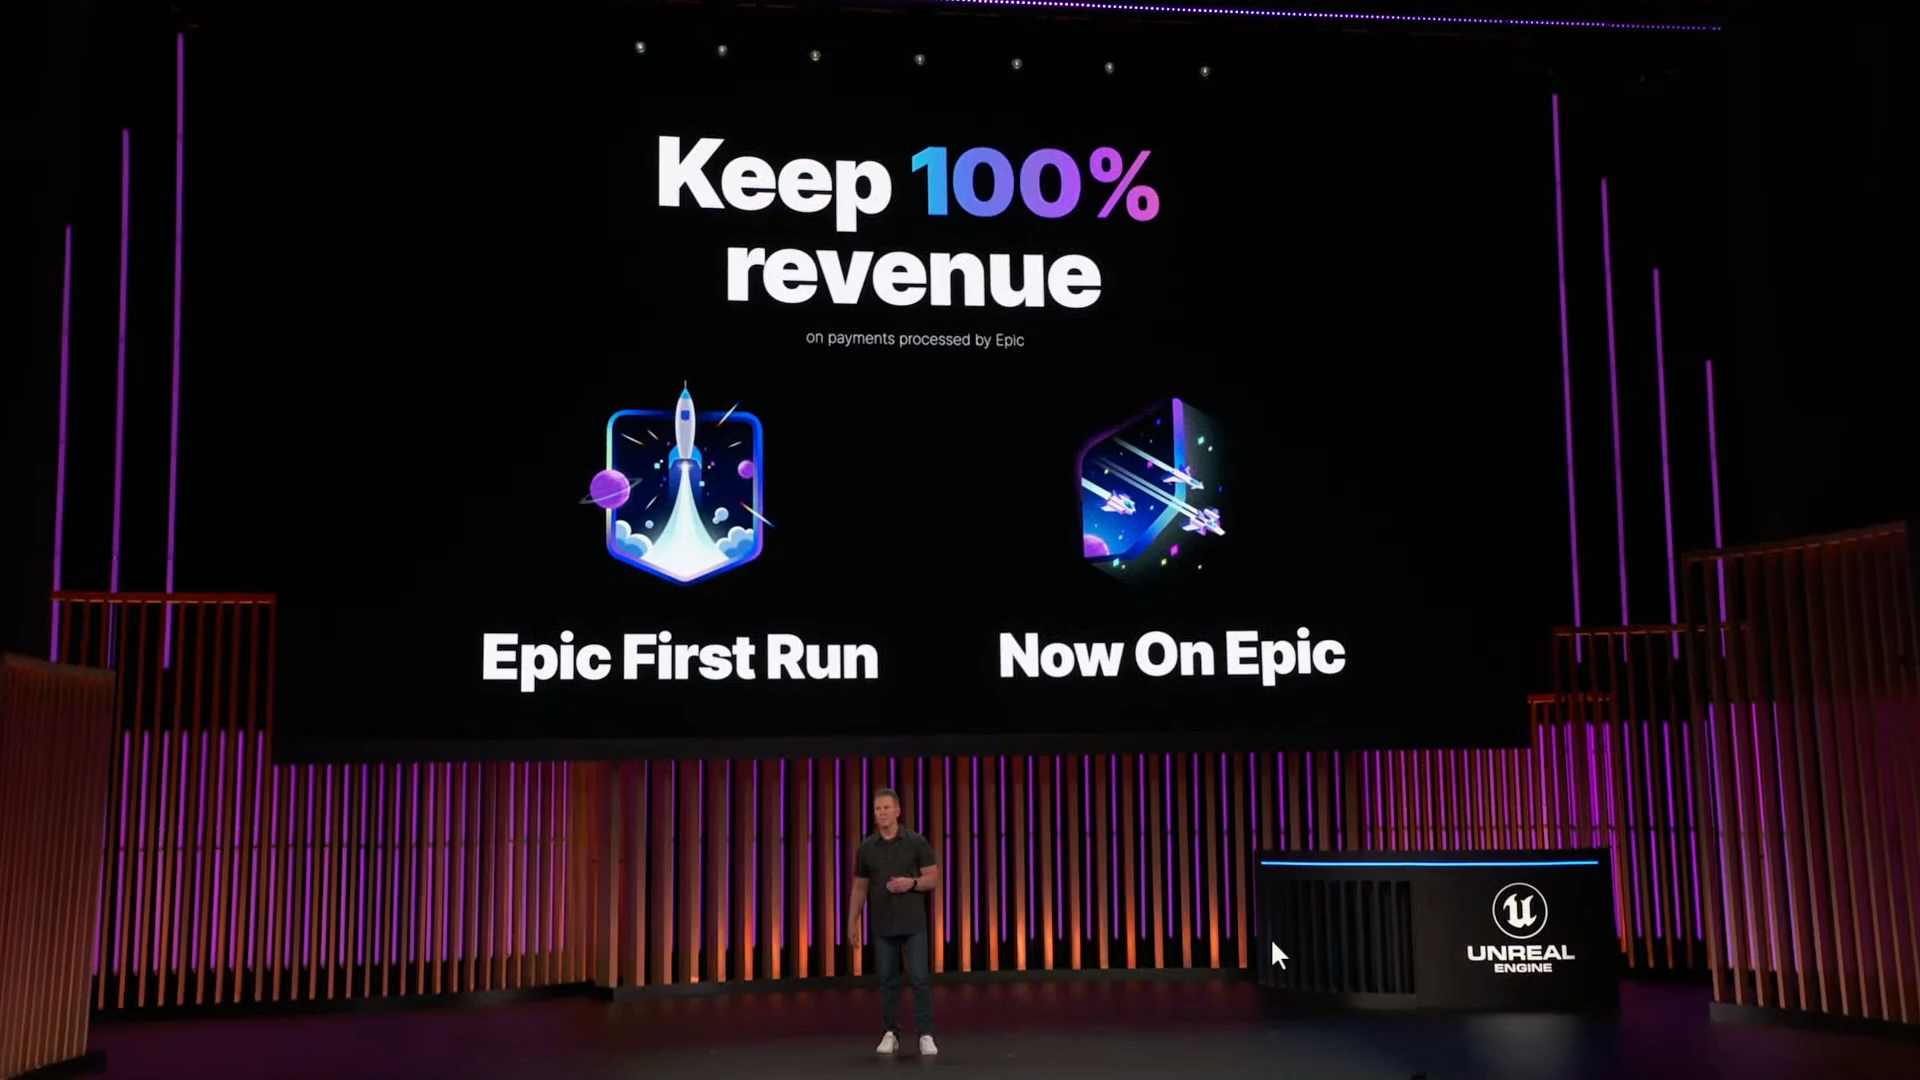 Keep 100%
revenue
on payments processed by Epic
Epic First Run
Now On Epic
UNREAL
ENGINE